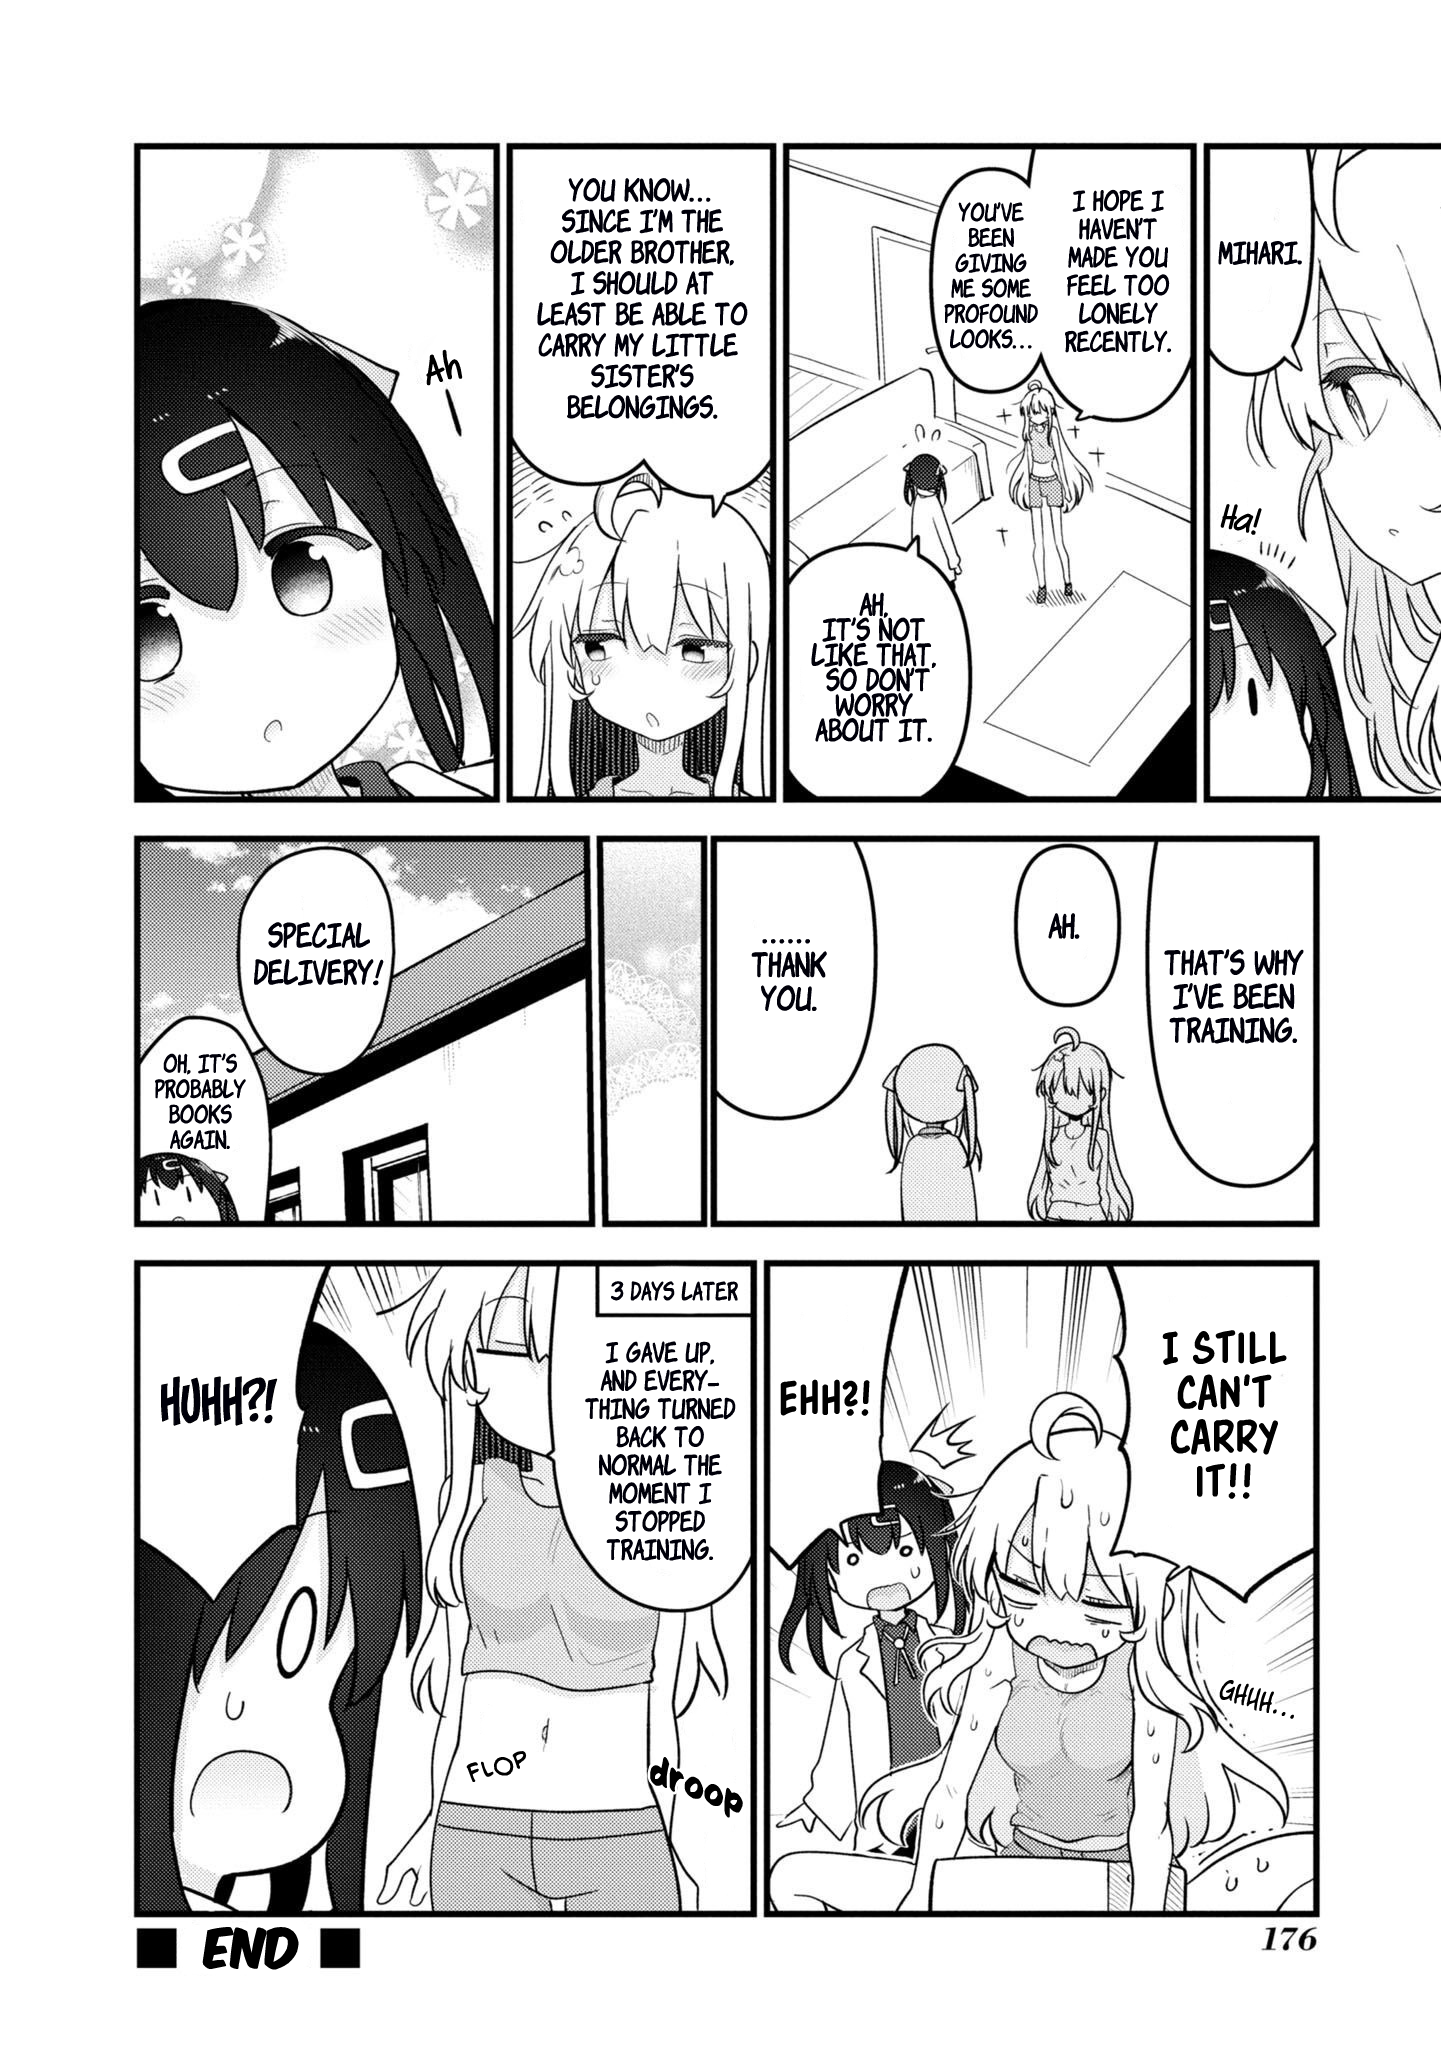 MIHARI.
Ha!
I HOPE I
HAVEN'T
MADE YOU
FEEL TOO
LONELY
RECENTLY.
YOU'VE
BEEN
GIVING
ME SOME
PROFOUND
LOOKS...
AH,
IT'S NOT
LIKE THAT,
SO DON'T
WORRY
ABOUT IT.
YOU KNOW...
SINCE I'M THE
OLDER BROTHER,
I SHOULD AT
LEAST BE ABLE TO
CARRY MY LITTLE
SISTER'S
BELONGINGS.
Ah
THAT'S WHY
I'VE BEEN
TRAINING.
AH.
......
THANK
YOU.
SPECIAL
DELIVERY!
OH, IT'S
PROBABLY
BOOKS
AGAIN.
I STILL
CAN'T
CARRY
IT!!
EHH?!
GHHH...
3 DAYS LATER
I GAVE UP,
AND EVERY-
THING TURNED
BACK TO
NORMAL THE
MOMENT I
STOPPED
TRAINING.
FLOP
droop
HUHH?!
END
176